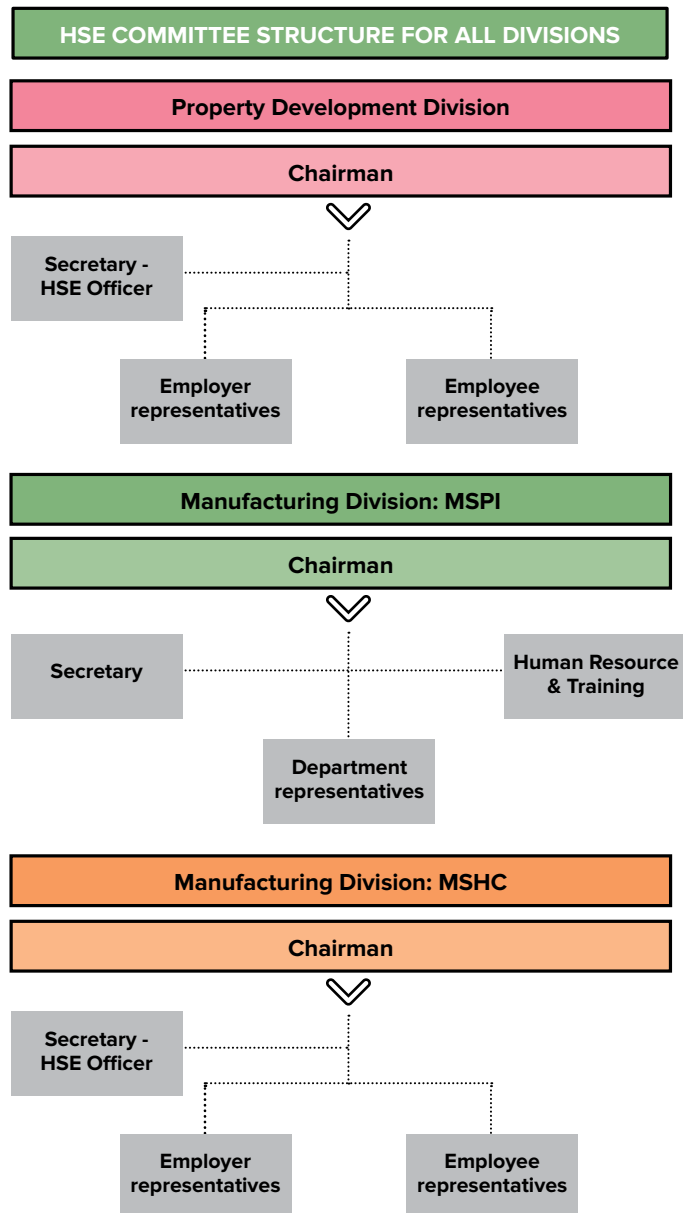 HSE COMMITTEE STRUCTURE FOR ALL DIVISIONS
Property Development Division
Chairman
Secretary -
HSE Officer
Employer
representatives
Employee
representatives
Manufacturing Division: MSPI
Chairman
Secretary
Human Resource
& Training
Department
representatives
Manufacturing Division: MSHC
Chairman
Secretary -
HSE Officer
Employer
representatives
Employee
representatives